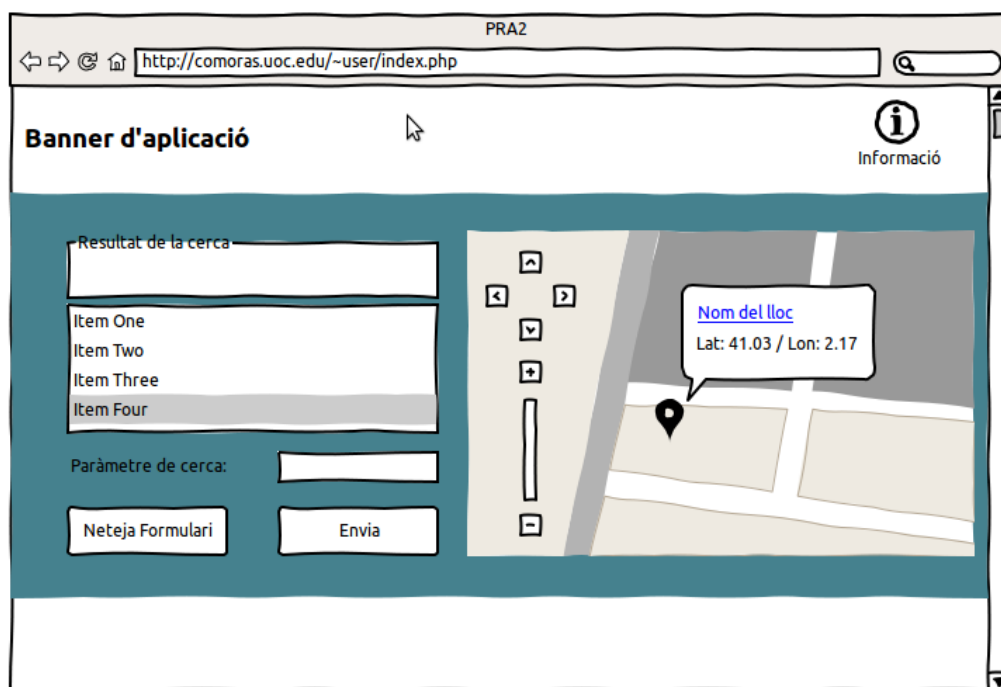 PRA2
http://comoras.uoc.edu/~user/index.php
Banner d'aplicació
Informació
Resultat de la cerca
Item One
Item Two
Item Three
Item Four
Paràmetre de cerca:
Neteja Formulari
Envia
Nom del lloc
Lat: 41.03 / Lon: 2.17